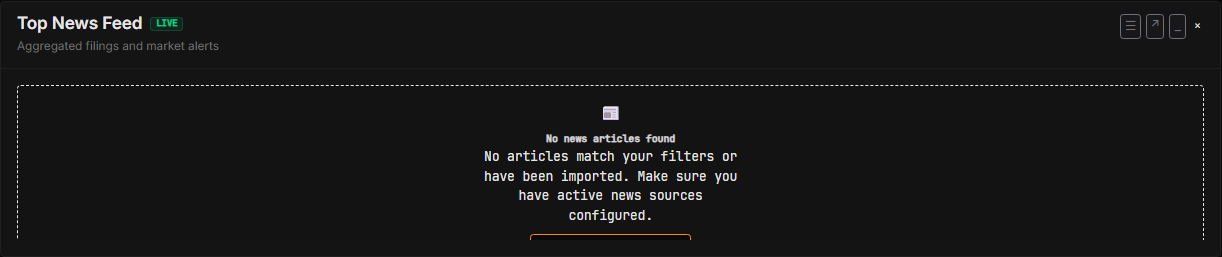 Top News Feed LIVE
Aggregated filings and market alerts
No news articles found
No articles match your filters or
have been imported. Make sure you
have active news sources
configured.